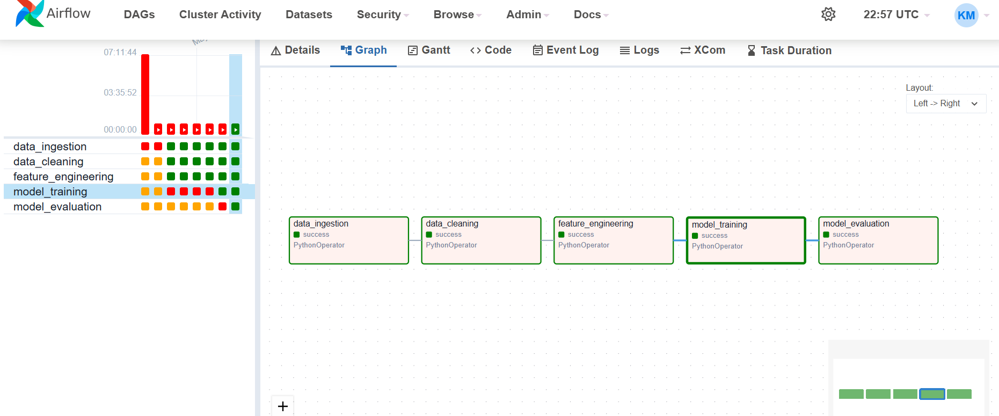 Airflow
DAGs Cluster Activity Datasets Security Browse Admin Docs 22:57 UTC KM
07:11:44
03:35:52
00:00:00
data_ingestion
data_cleaning
feature_engineering
model_training
model_evaluation
Details Graph Gantt Code Event Log Logs XCom Task Duration
Layout:
Left -> Right
data_ingestion
success
PythonOperator
data_cleaning
success
PythonOperator
feature_engineering
success
PythonOperator
model_training
success
PythonOperator
model_evaluation
success
PythonOperator